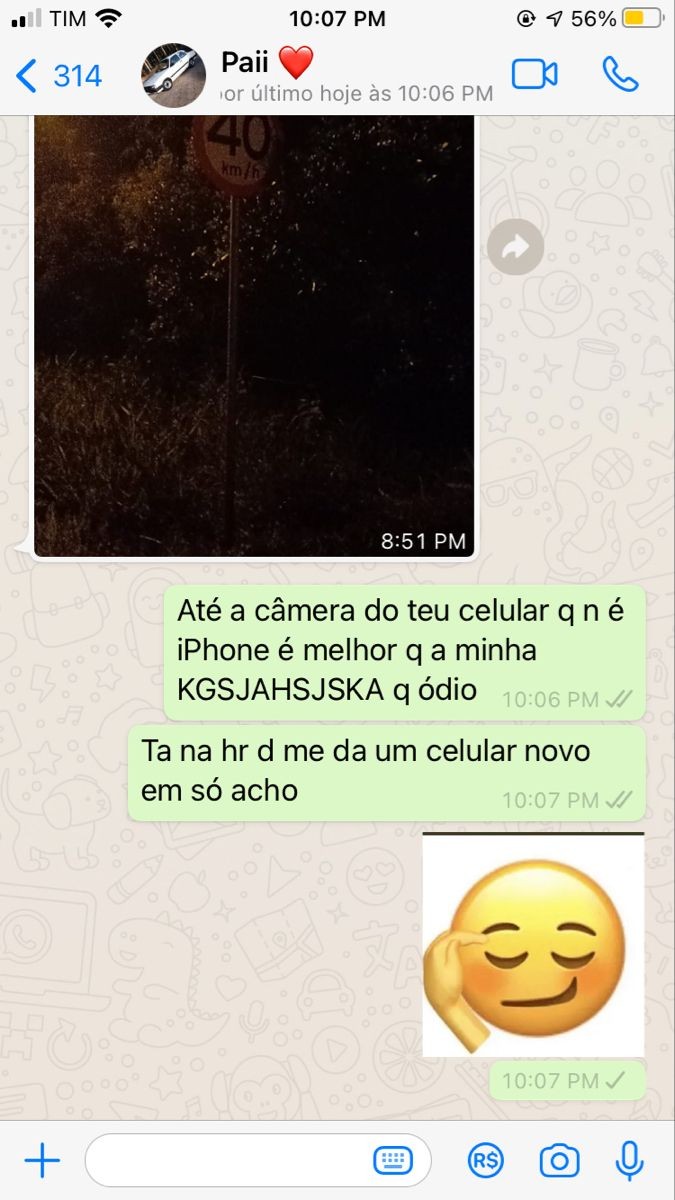 TIM 10:07 PM 56%
314 Paii ❤️
por último hoje às 10:06 PM
40
km/h
8:51 PM
Até a câmera do teu celular q n é
iPhone é melhor q a minha
KGSJAHSJSKA q ódio 10:06 PM
Ta na hr d me da um celular novo
em só acho 10:07 PM
10:07 PM
R$